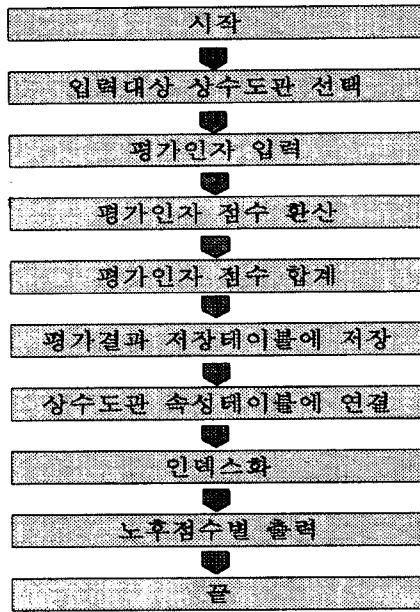 시작
입력대상 상수도관 선택
평가인자 입력
평가인자 점수 환산
평가인자 점수 합계
평가결과 저장테이블에 저장
상수도관 속성테이블에 연결
인덱스화
노후점수별 출력
끝